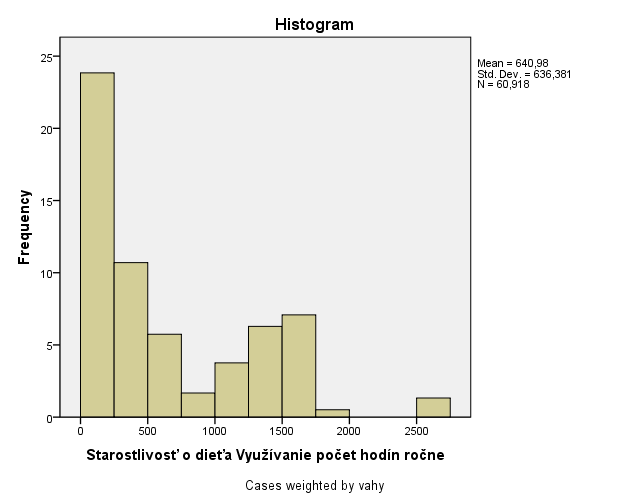 Histogram
Mean = 640,98
Std. Dev. = 636,381
N = 60,918
25
20
15
10
5
0
Frequency
0 500 1000 1500 2000 2500
Starostlivosť o dieťa Využívanie počet hodín ročne
Cases weighted by vahy